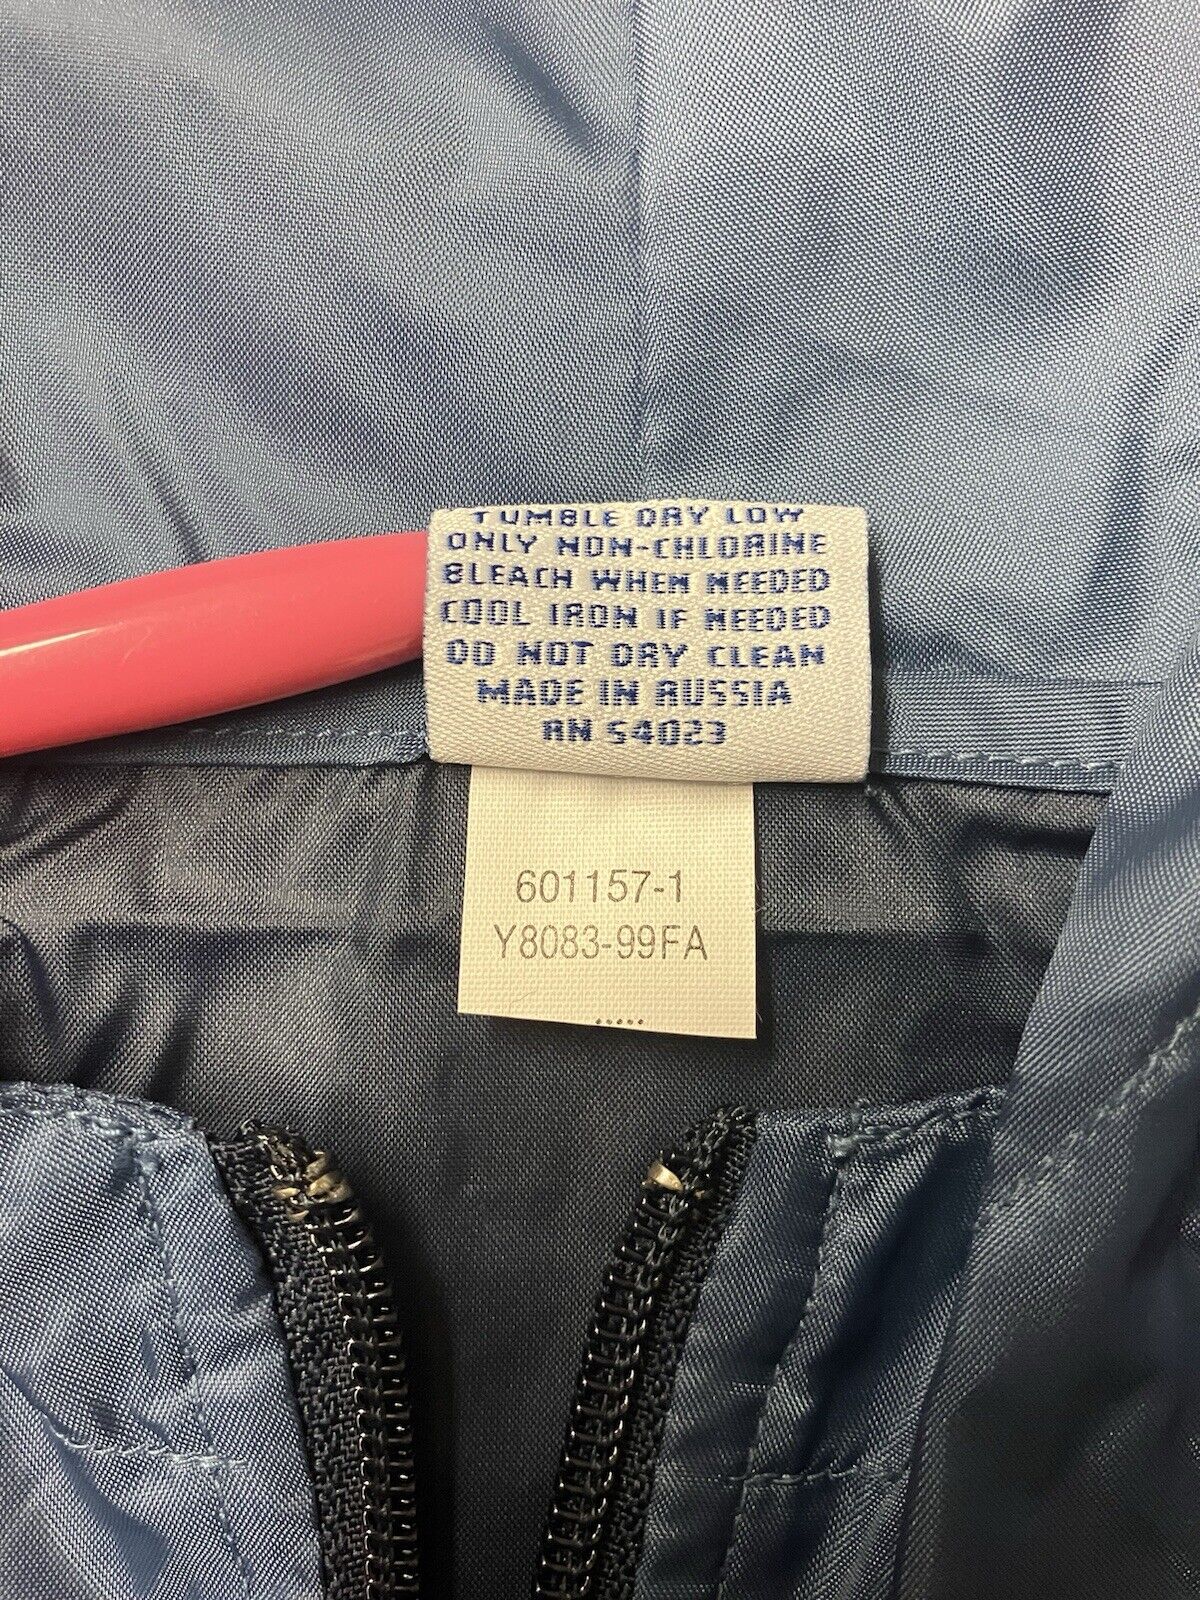 TUMBLE DRY LOW
ONLY NON-CHLORINE
BLEACH WHEN NEEDED
COOL IRON IF NEEDED
DO NOT DRY CLEAN
MADE IN RUSSIA
RN 54023
601157-1
Y8083-99FA